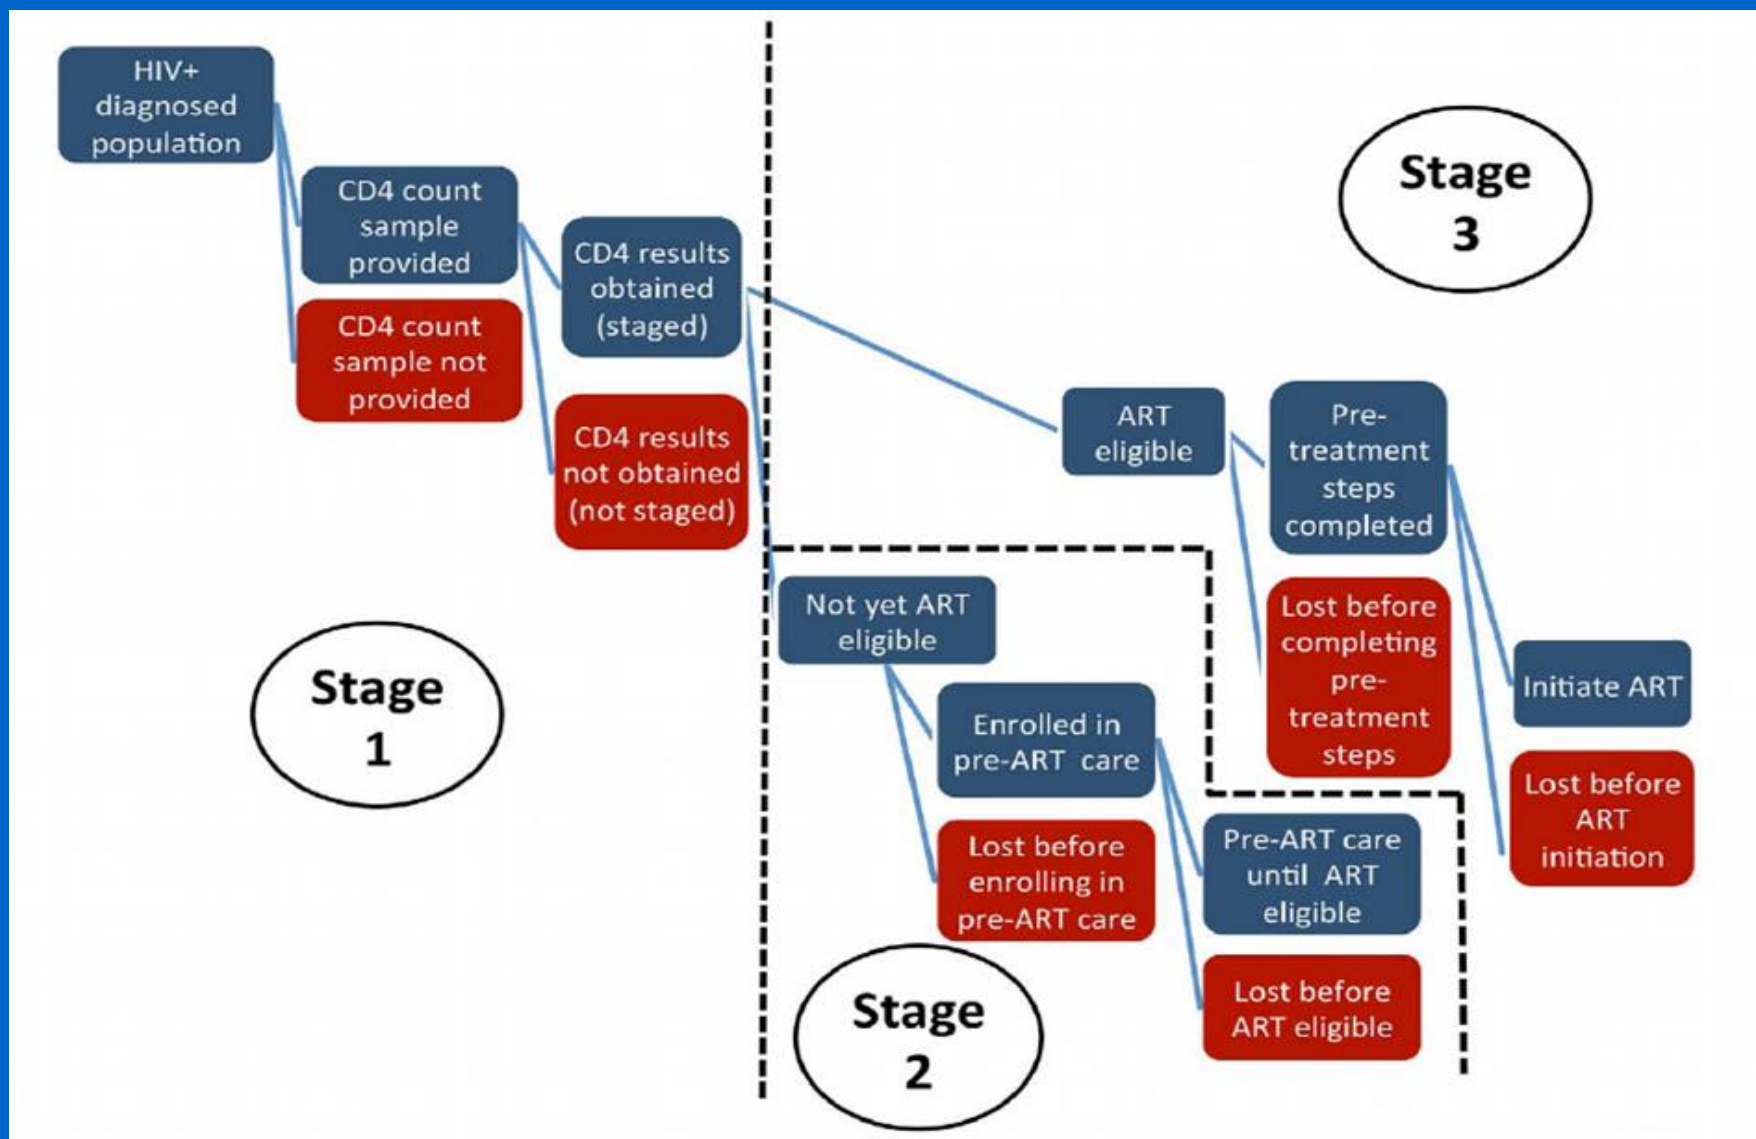 HIV+
diagnosed
population
CD4 count
sample
provided
CD4 count
sample not
provided
CD4 results
obtained
(staged)
CD4 results
not obtained
(not staged)
Stage
1
Not yet ART
eligible
Enrolled in
pre-ART care
Lost before
enrolling in
pre-ART care
Pre-ART care
until ART
eligible
Lost before
ART eligible
Stage
2
Stage
3
ART
eligible
Pre-
treatment
steps
completed
Lost before
completing
pre-
treatment
steps
Initiate ART
Lost before
ART
initiation